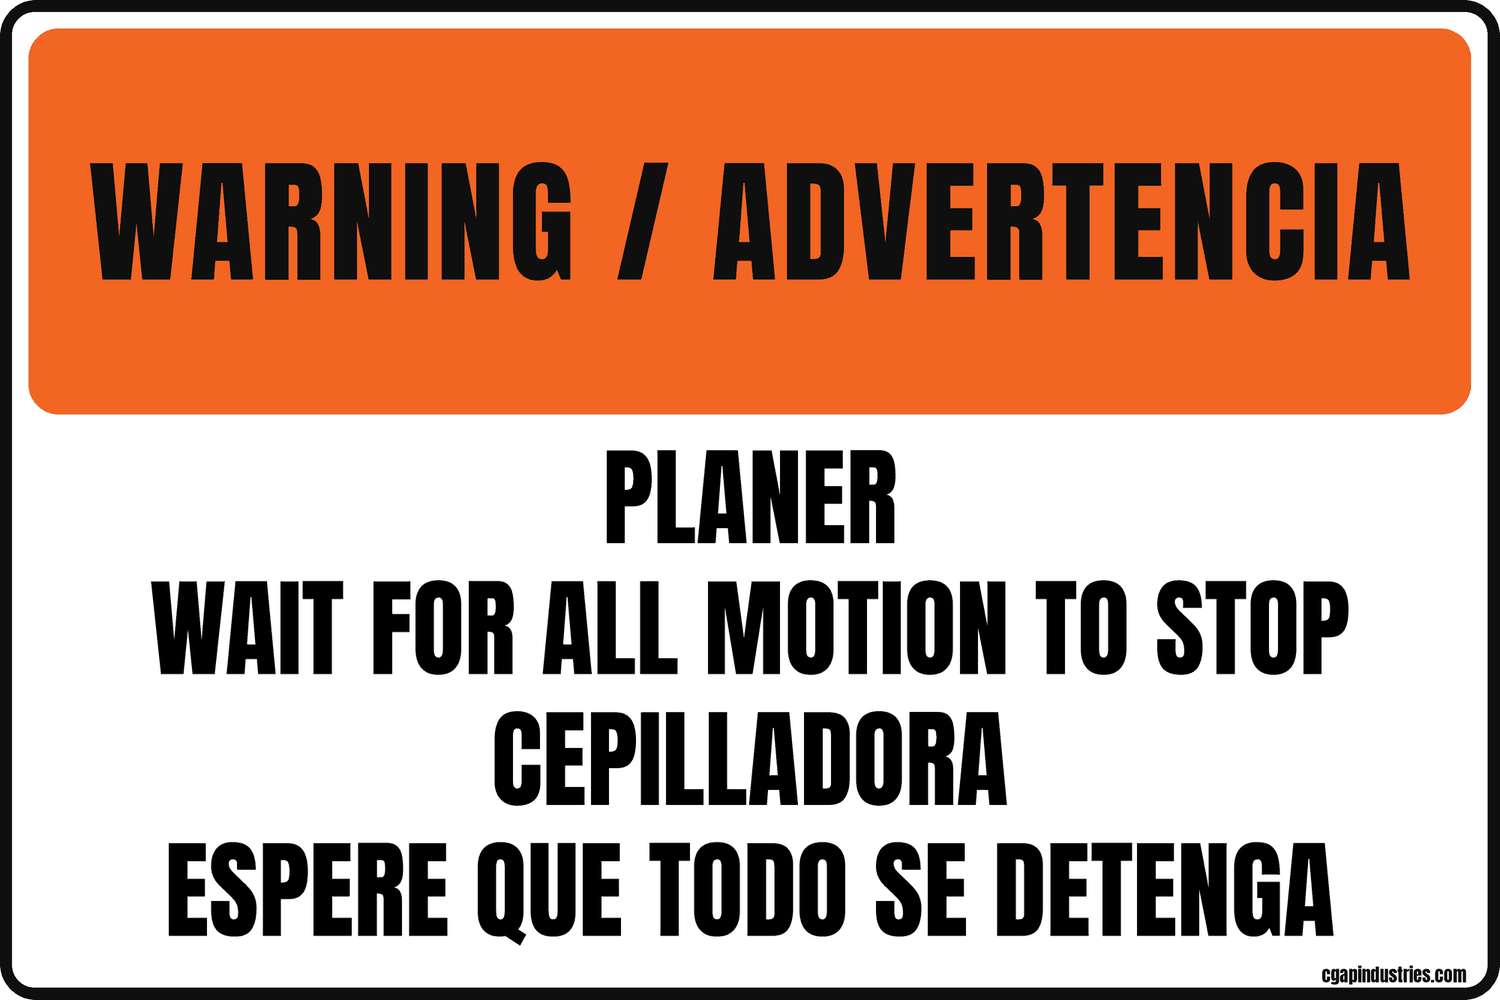 WARNING / ADVERTENCIA
PLANER
WAIT FOR ALL MOTION TO STOP
CEPILLADORA
ESPERE QUE TODO SE DETENGA
cgapindustries.com